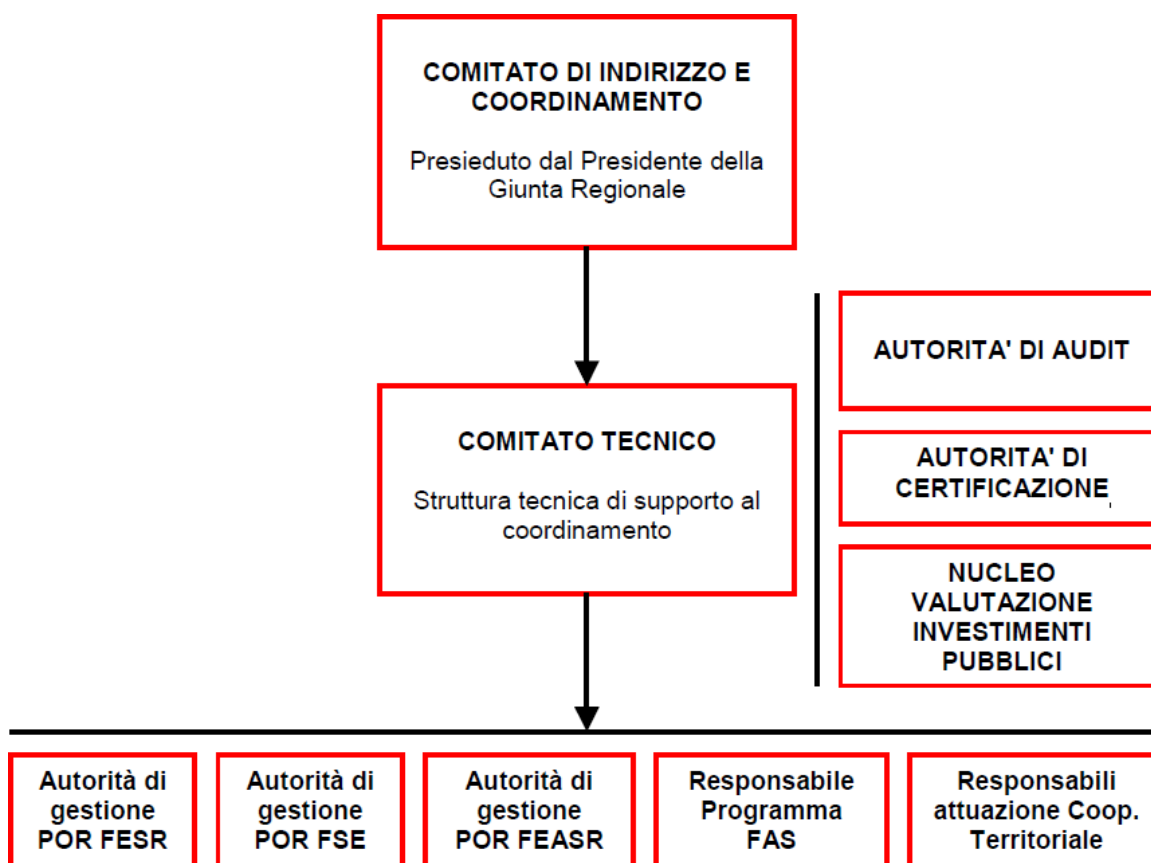 COMITATO DI INDIRIZZO E
COORDINAMENTO
Presieduto dal Presidente della
Giunta Regionale
COMITATO TECNICO
Struttura tecnica di supporto al
coordinamento
AUTORITA' DI AUDIT
AUTORITA' DI
CERTIFICAZIONE
NUCLEO
VALUTAZIONE
INVESTIMENTI
PUBBLICI
Autorità di
gestione
POR FESR
Autorità di
gestione
POR FSE
Autorità di
gestione
POR FEASR
Responsabile
Programma
FAS
Responsabili
attuazione Coop.
Territoriale